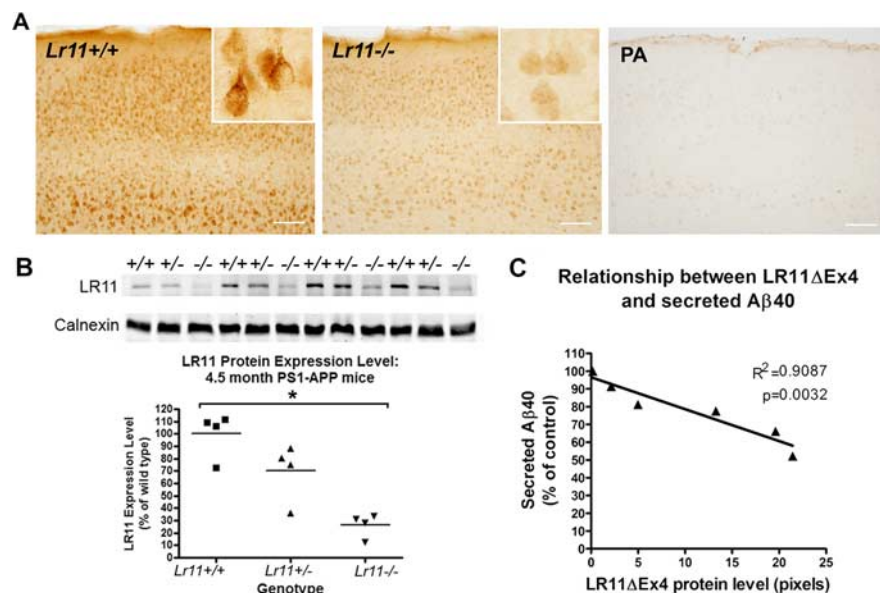 A
Lr11+/+
Lr11-/-
PA
B
+/+ +/- -/- +/+ +/- -/- +/+ +/- -/- +/+ +/- -/-
LR11
Calnexin
LR11 Protein Expression Level:
4.5 month PS1-APP mice
*
LR11 Expression Level
(% of wild type)
120
110
100
90
80
70
60
50
40
30
20
10
0
Lr11+/+ Lr11+/- Lr11-/-
Genotype
C
Relationship between LR11ΔEx4
and secreted Aβ40
R²=0.9087
p=0.0032
Secreted Aβ40
(% of control)
100
90
80
70
60
50
40
30
20
10
0
0 5 10 15 20 25
LR11ΔEx4 protein level (pixels)